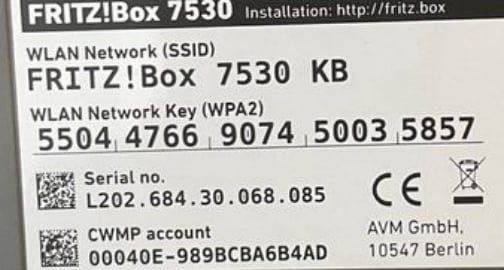 FRITZ!Box 7530 Installation: http://fritz.box
WLAN Network (SSID)
FRITZ!Box 7530 KB
WLAN Network Key (WPA2)
5504 4766 9074 5003 5857
Serial no.
L202.684.30.068.085
CWMP account
00040E-989BCBA6B4AD
CE
AVM GmbH,
10547 Berlin